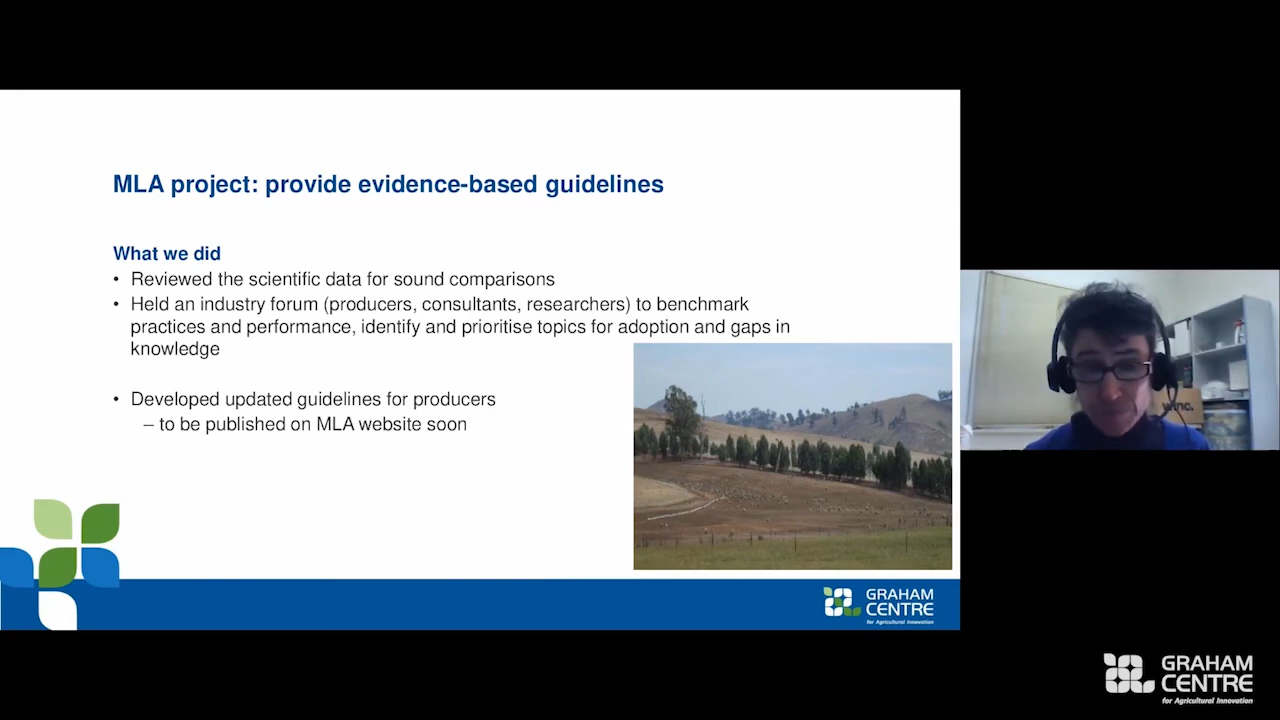 MLA project: provide evidence-based guidelines
What we did
• Reviewed the scientific data for sound comparisons
• Held an industry forum (producers, consultants, researchers) to benchmark
practices and performance, identify and prioritise topics for adoption and gaps in
knowledge
• Developed updated guidelines for producers
– to be published on MLA website soon
GRAHAM
CENTRE
for Agricultural Innovation
GRAHAM
CENTRE
for Agricultural Innovation